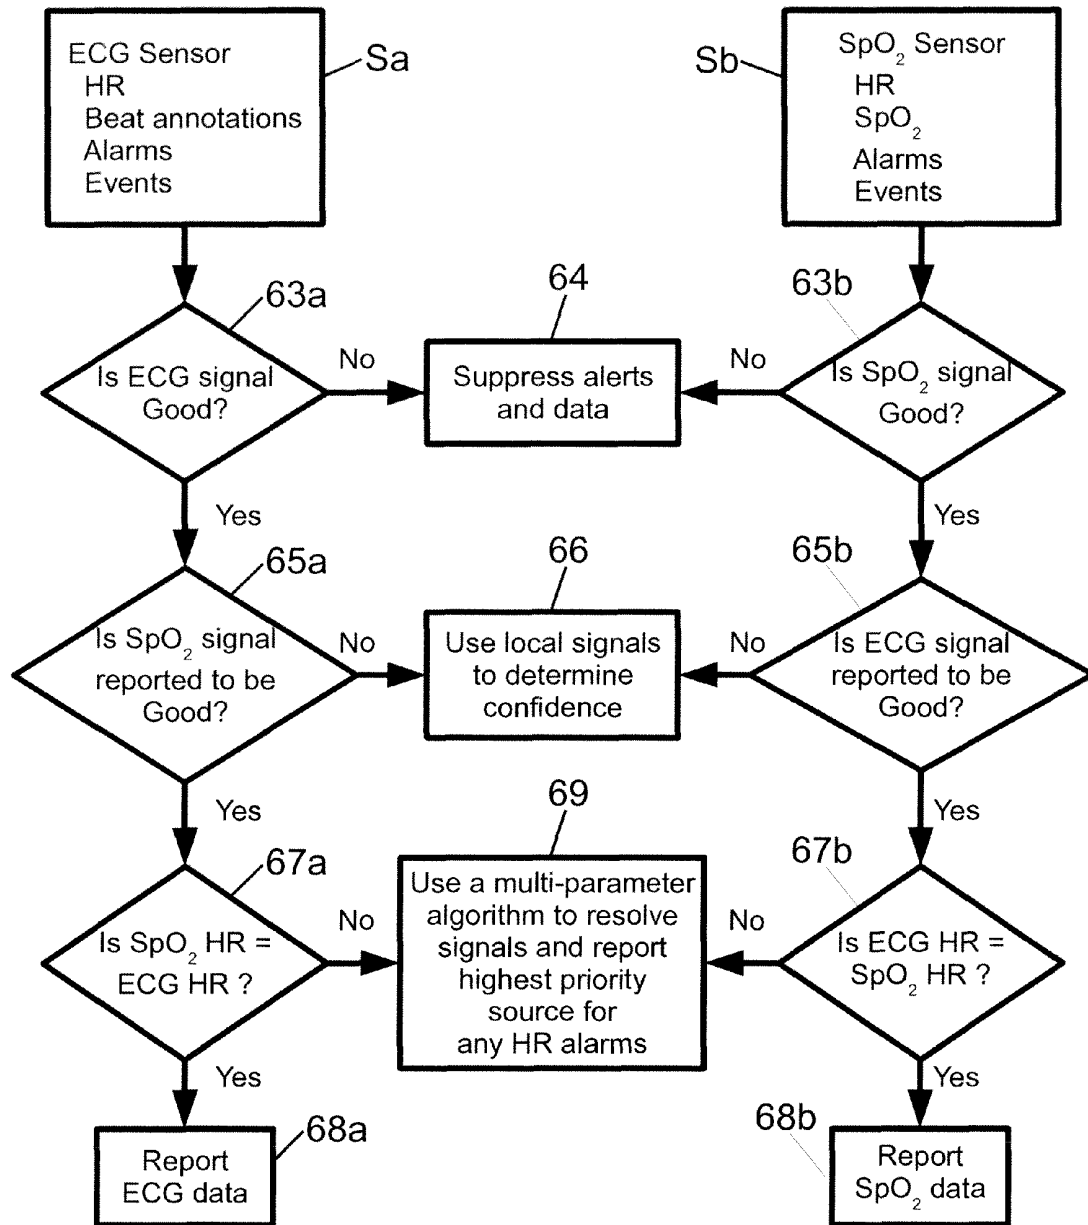 ECG Sensor
HR
Beat annotations
Alarms
Events
Sa
Sb
SpO₂ Sensor
HR
SpO₂
Alarms
Events
63a
64
63b
Is ECG signal
Good?
No
Suppress alerts
and data
No
Is SpO₂ signal
Good?
Yes
Yes
65a
66
65b
Is SpO₂ signal
reported to be
Good?
No
Use local signals
to determine
confidence
No
Is ECG signal
reported to be
Good?
Yes
Yes
67a
69
67b
Is SpO₂ HR =
ECG HR ?
No
Use a multi-parameter
algorithm to resolve
signals and report
highest priority
source for
any HR alarms
No
Is ECG HR =
SpO₂ HR ?
Yes
Yes
68a
68b
Report
ECG data
Report
SpO₂ data